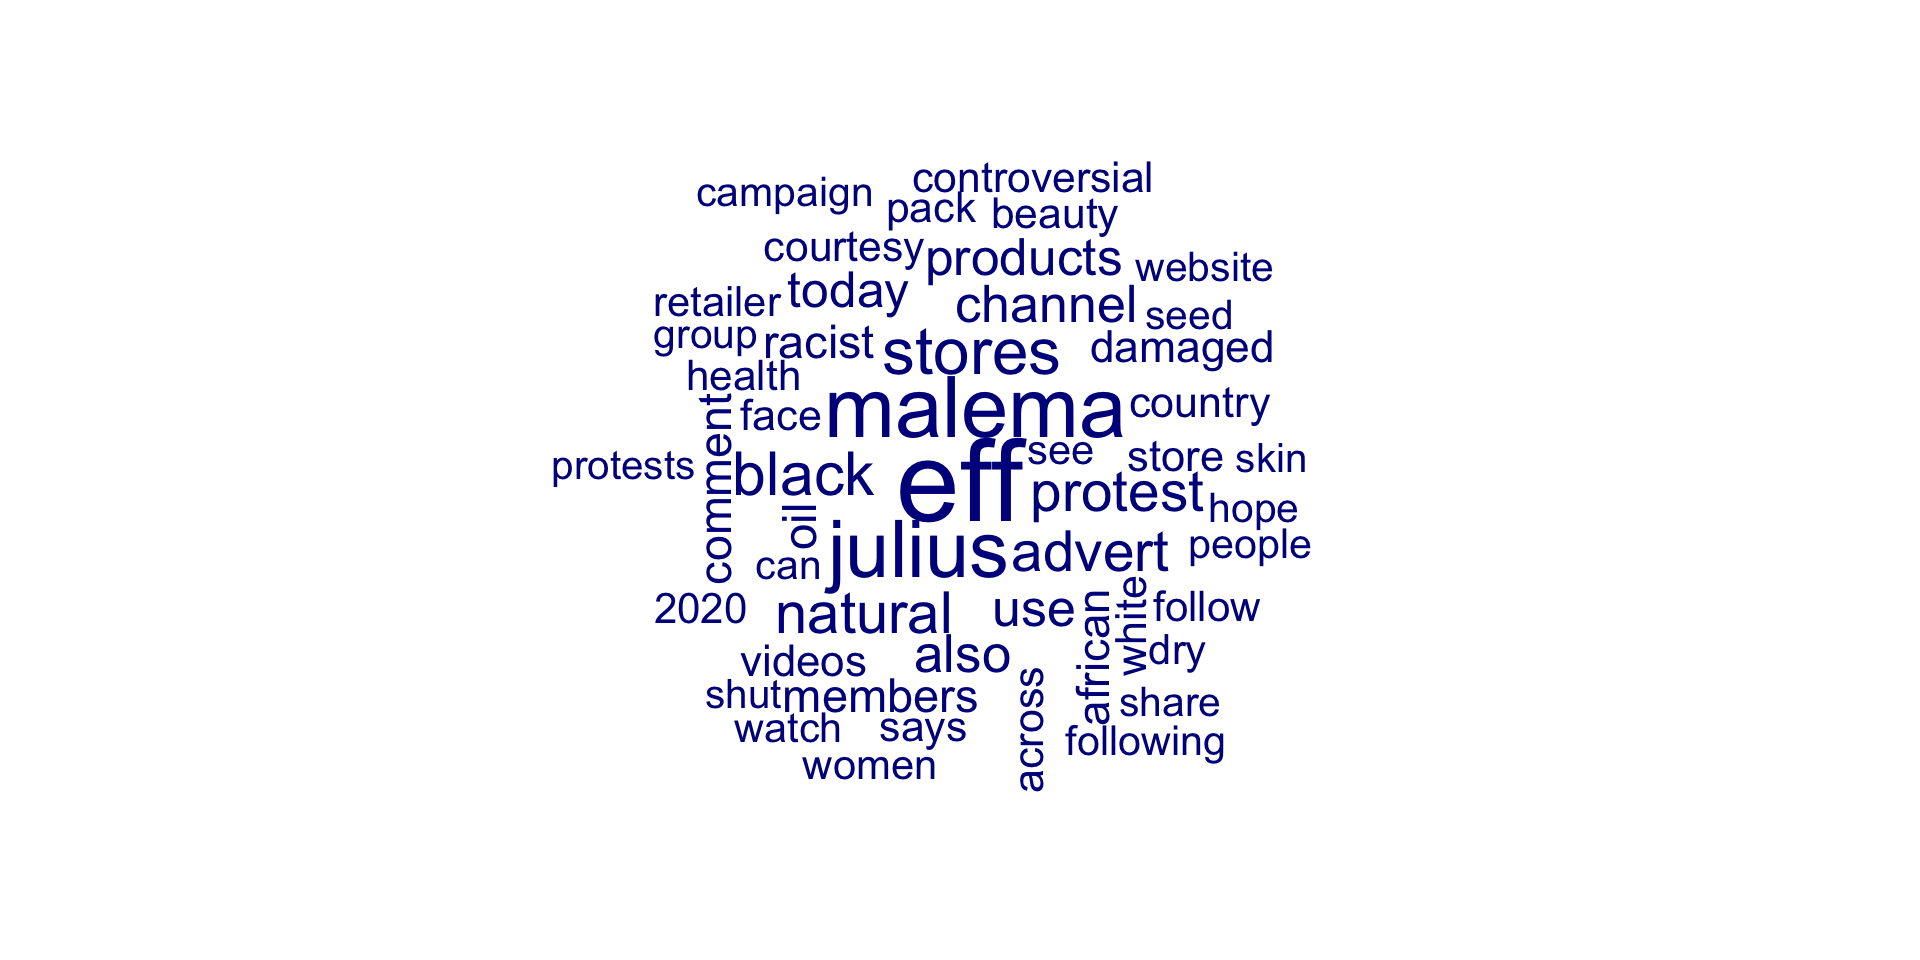 controversial
campaign pack beauty
courtesy products website
retailer today channel seed
group racist stores damaged
health
comment face malema country
protests black eff see store skin
protest hope
oil julius advert people
can
2020 natural use african white follow
videos also dry
shut members across share
watch says following
women